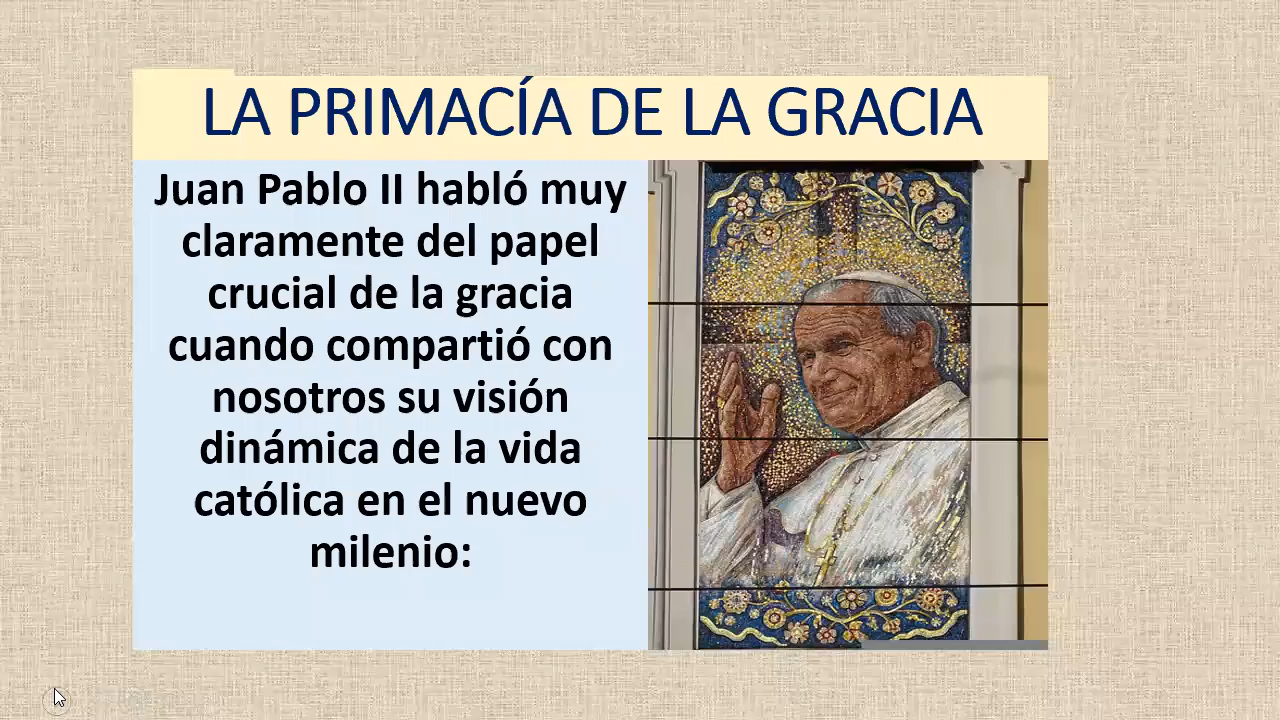 LA PRIMACÍA DE LA GRACIA
Juan Pablo II habló muy
claramente del papel
crucial de la gracia
cuando compartió con
nosotros su visión
dinámica de la vida
católica en el nuevo
milenio: